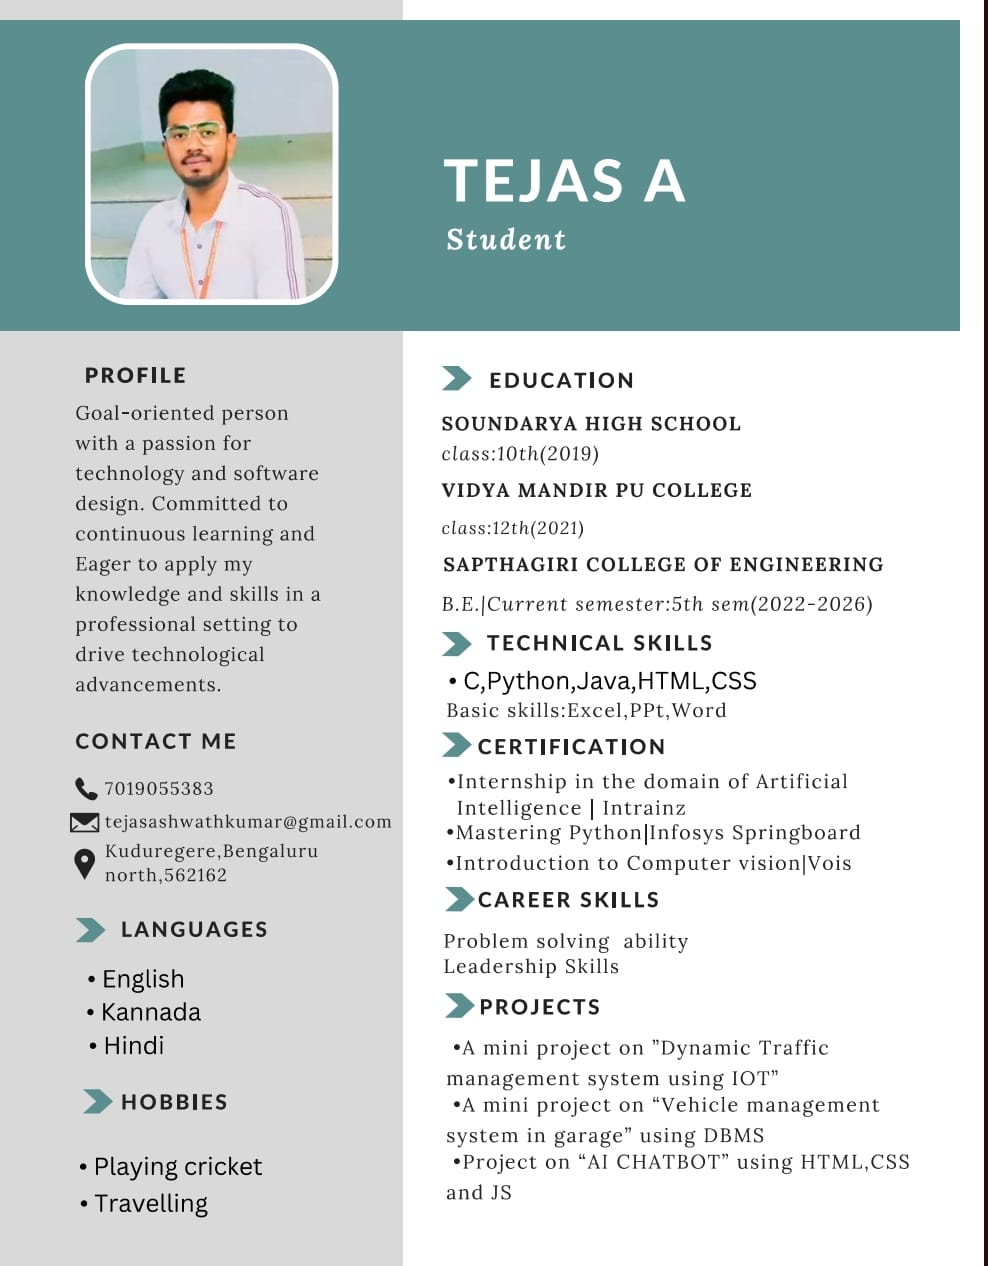 TEJAS A
Student
PROFILE
Goal-oriented person
with a passion for
technology and software
design. Committed to
continuous learning and
Eager to apply my
knowledge and skills in a
professional setting to
drive technological
advancements.
CONTACT ME
7019055383
tejasashwathkumar@gmail.com
Kuduregere,Bengaluru
north,562162
LANGUAGES
• English
• Kannada
• Hindi
HOBBIES
• Playing cricket
• Travelling
EDUCATION
SOUNDARYA HIGH SCHOOL
class:10th(2019)
VIDYA MANDIR PU COLLEGE
class:12th(2021)
SAPTHAGIRI COLLEGE OF ENGINEERING
B.E.|Current semester:5th sem(2022-2026)
TECHNICAL SKILLS
• C,Python,Java,HTML,CSS
Basic skills:Excel,PPt,Word
CERTIFICATION
•Internship in the domain of Artificial
Intelligence | Intrainz
•Mastering Python|Infosys Springboard
•Introduction to Computer vision|Vois
CAREER SKILLS
Problem solving  ability
Leadership Skills
PROJECTS
•A mini project on ”Dynamic Traffic
management system using IOT”
•A mini project on “Vehicle management
system in garage” using DBMS
•Project on “AI CHATBOT” using HTML,CSS
and JS